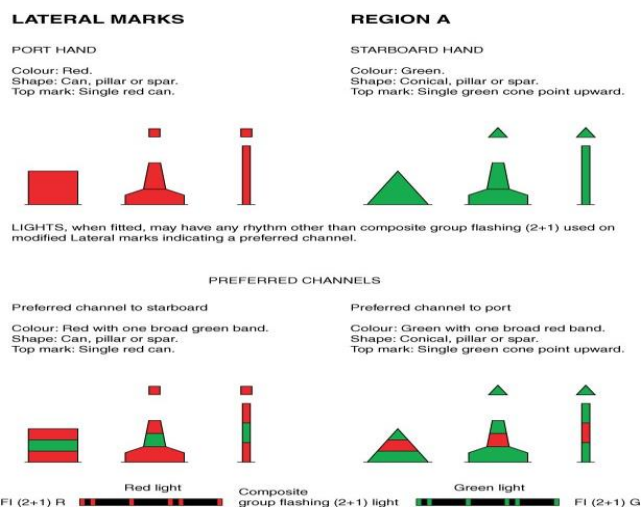 LATERAL MARKS
REGION A
PORT HAND
Colour: Red.
Shape: Can, pillar or spar.
Top mark: Single red can.
STARBOARD HAND
Colour: Green.
Shape: Conical, pillar or spar.
Top mark: Single green cone point upward.
LIGHTS, when fitted, may have any rhythm other than composite group flashing (2+1) used on
modified Lateral marks indicating a preferred channel.
PREFERRED CHANNELS
Preferred channel to starboard
Colour: Red with one broad green band.
Shape: Can, pillar or spar.
Top mark: Single red can.
Preferred channel to port
Colour: Green with one broad red band.
Shape: Conical, pillar or spar.
Top mark: Single green cone point upward.
Red light
Composite
Green light
FI (2+1) R
group flashing (2+1) light
FI (2+1) G